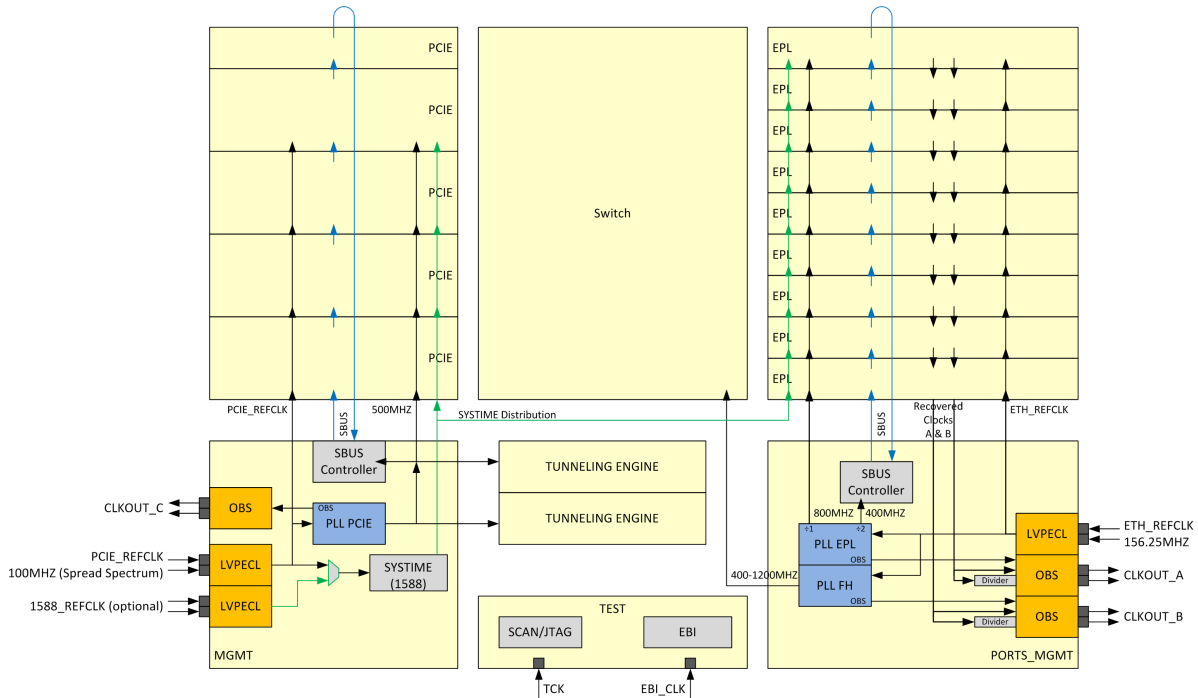 PCIE
PCIE
PCIE
PCIE
PCIE
Switch
EPL
EPL
EPL
EPL
EPL
EPL
EPL
EPL
EPL
PCIE_REFCLK
SBUS
500MHZ
SYSTIME Distribution
SBUS
Recovered
Clocks
A & B
ETH_REFCLK
SBUS
Controller
TUNNELING ENGINE
TUNNELING ENGINE
SBUS
Controller
CLKOUT_C
OBS
OBS
PLL PCIE
800MHZ
400MHZ
÷1
÷2
PLL EPL
OBS
LVPECL
ETH_REFCLK
156.25MHZ
PCIE_REFCLK
100MHZ (Spread Spectrum)
LVPECL
SYSTIME
(1588)
400-1200MHZ
PLL FH
OBS
Divider
OBS
CLKOUT_A
1588_REFCLK (optional)
LVPECL
TEST
SCAN/JTAG
EBI
Divider
OBS
CLKOUT_B
MGMT
PORTS_MGMT
TCK
EBI_CLK